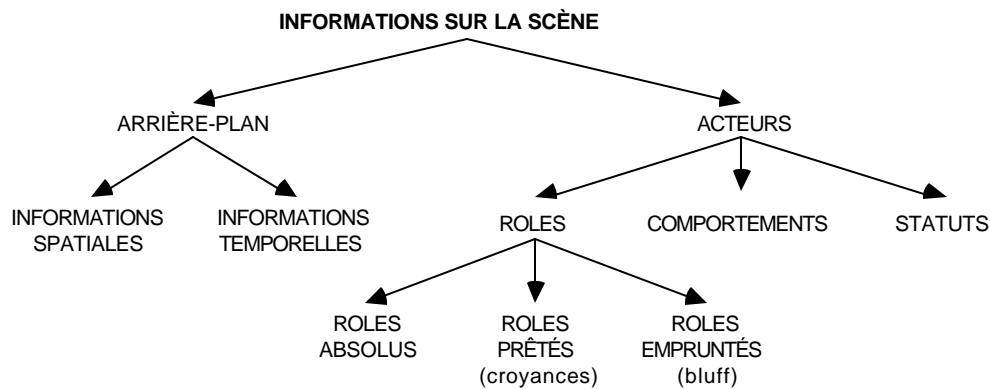 INFORMATIONS SUR LA SCÈNE
ARRIÈRE-PLAN
ACTEURS
INFORMATIONS
SPATIALES
INFORMATIONS
TEMPORELLES
ROLES
COMPORTEMENTS
STATUTS
ROLES
ABSOLUS
ROLES
PRÊTÉS
(croyances)
ROLES
EMPRUNTÉS
(bluff)